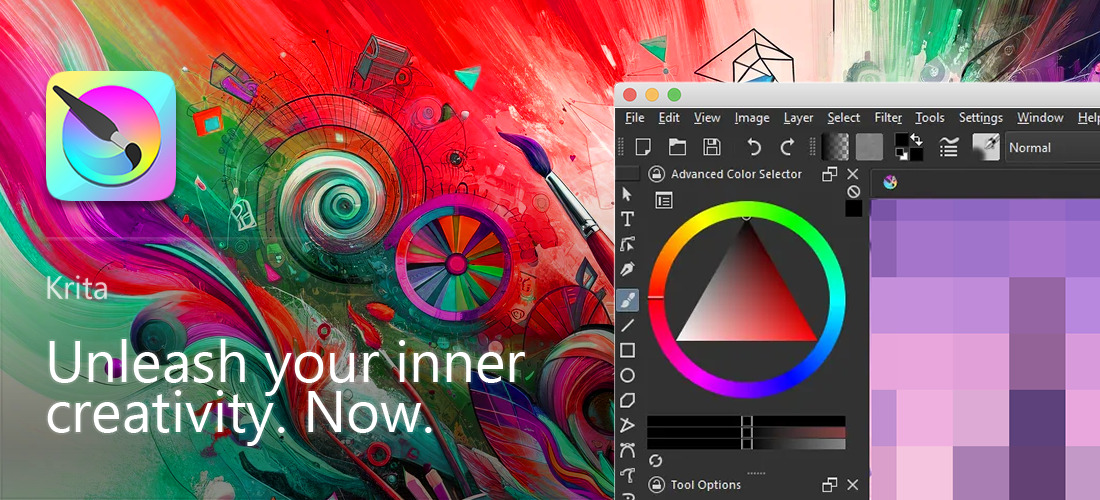 Krita
Unleash your inner
creativity. Now.
File Edit View Image Layer Select Filter Tools Settings Window Help
Normal
Advanced Color Selector
Tool Options